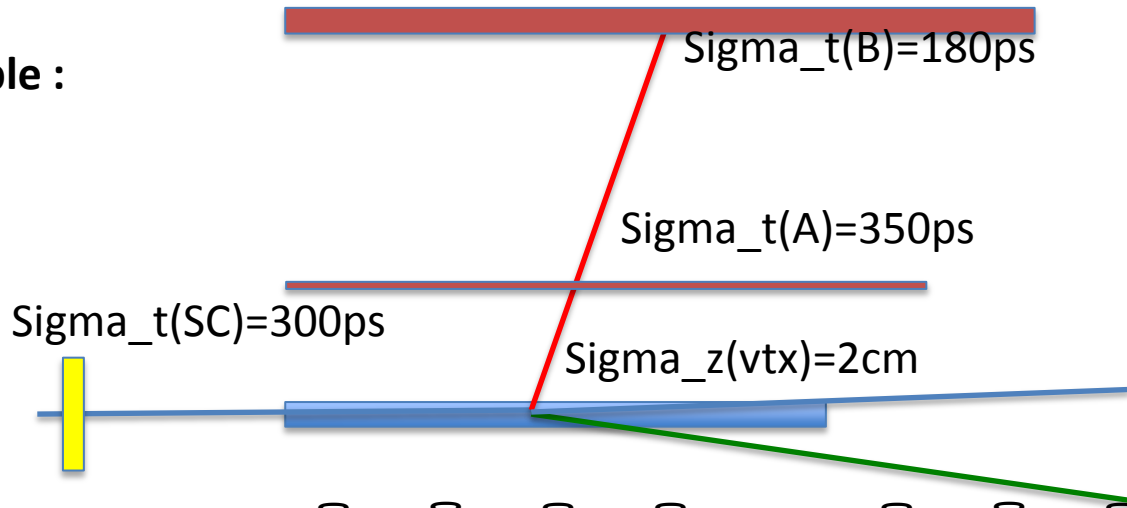 Sigma_t(B)=180ps
ple :
Sigma_t(A)=350ps
Sigma_t(SC)=300ps
Sigma_z(vtx)=2cm